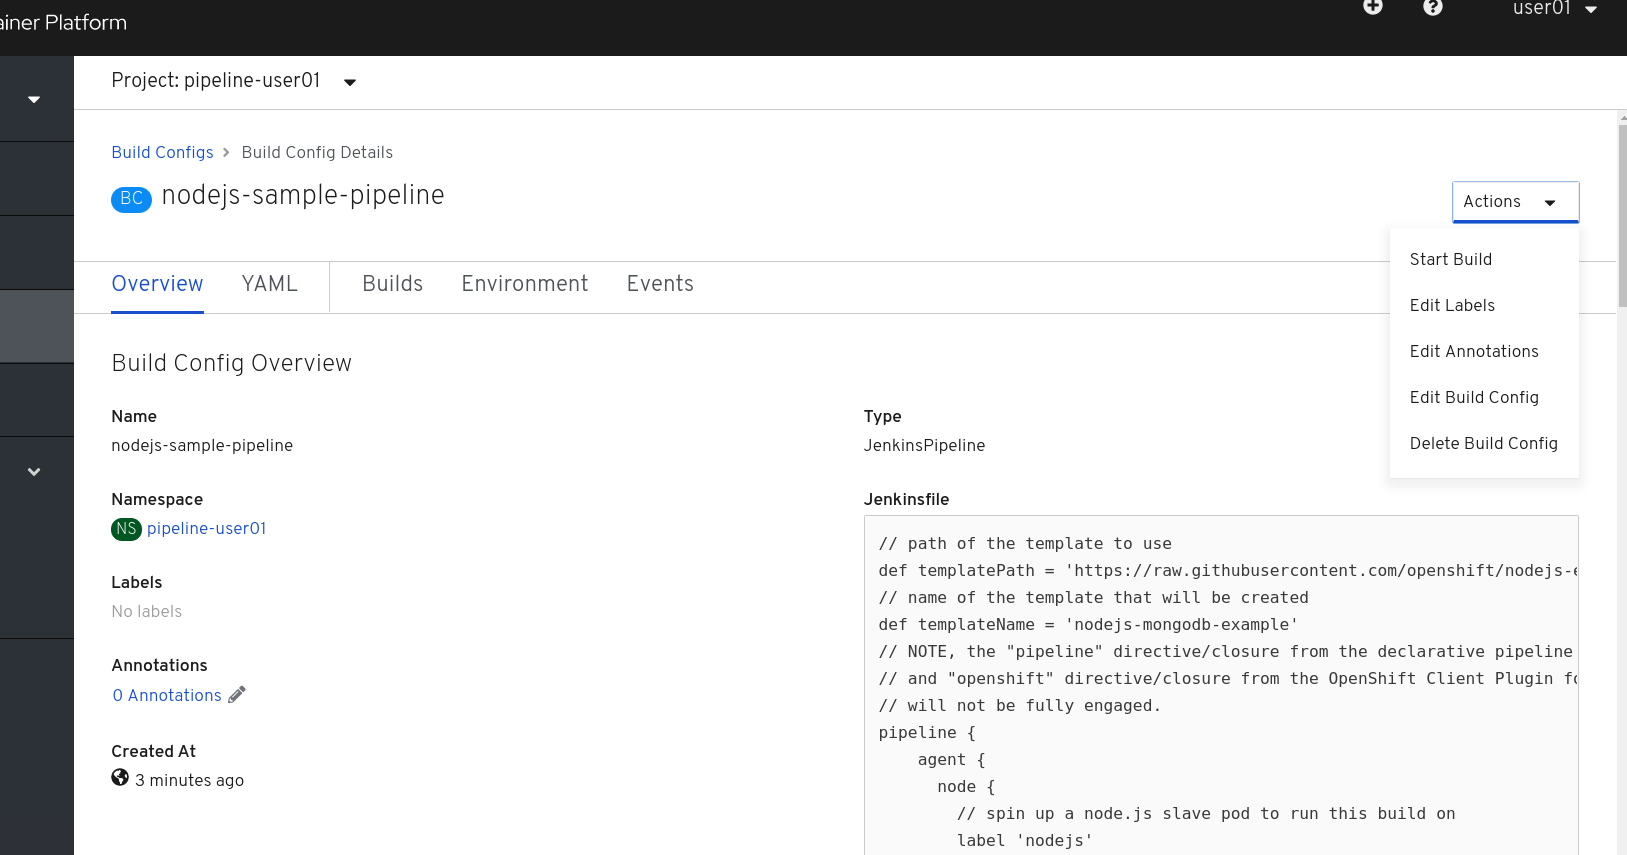 Platform
user01
Project: pipeline-user01
Build Configs > Build Config Details
BC nodejs-sample-pipeline
Actions
Start Build
Edit Labels
Edit Annotations
Edit Build Config
Delete Build Config
Overview YAML Builds Environment Events
Build Config Overview
Name
nodejs-sample-pipeline
Namespace
NS pipeline-user01
Labels
No labels
Annotations
0 Annotations
Created At
3 minutes ago
Type
JenkinsPipeline
Jenkinsfile
// path of the template to use
def templatePath = 'https://raw.githubusercontent.com/openshift/nodejs-e
// name of the template that will be created
def templateName = 'nodejs-mongodb-example'
// NOTE, the "pipeline" directive/closure from the declarative pipeline
// and "openshift" directive/closure from the OpenShift Client Plugin fo
// will not be fully engaged.
pipeline {
agent {
node {
// spin up a node.js slave pod to run this build on
label 'nodejs'